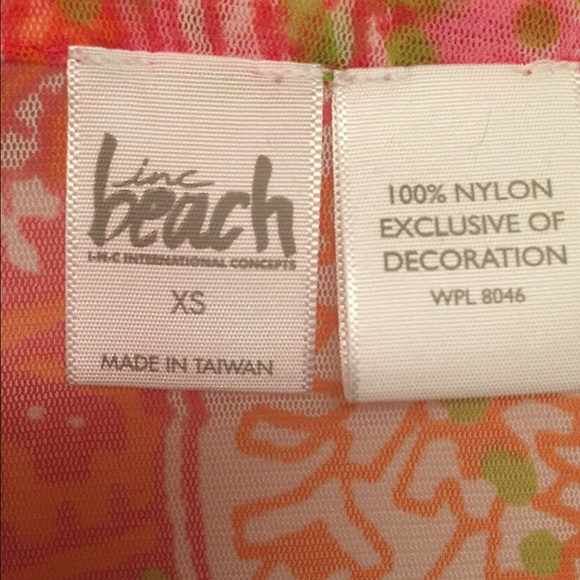 inc
beach
I·N·C INTERNATIONAL CONCEPTS
XS
MADE IN TAIWAN
100% NYLON
EXCLUSIVE OF
DECORATION
WPL 8046